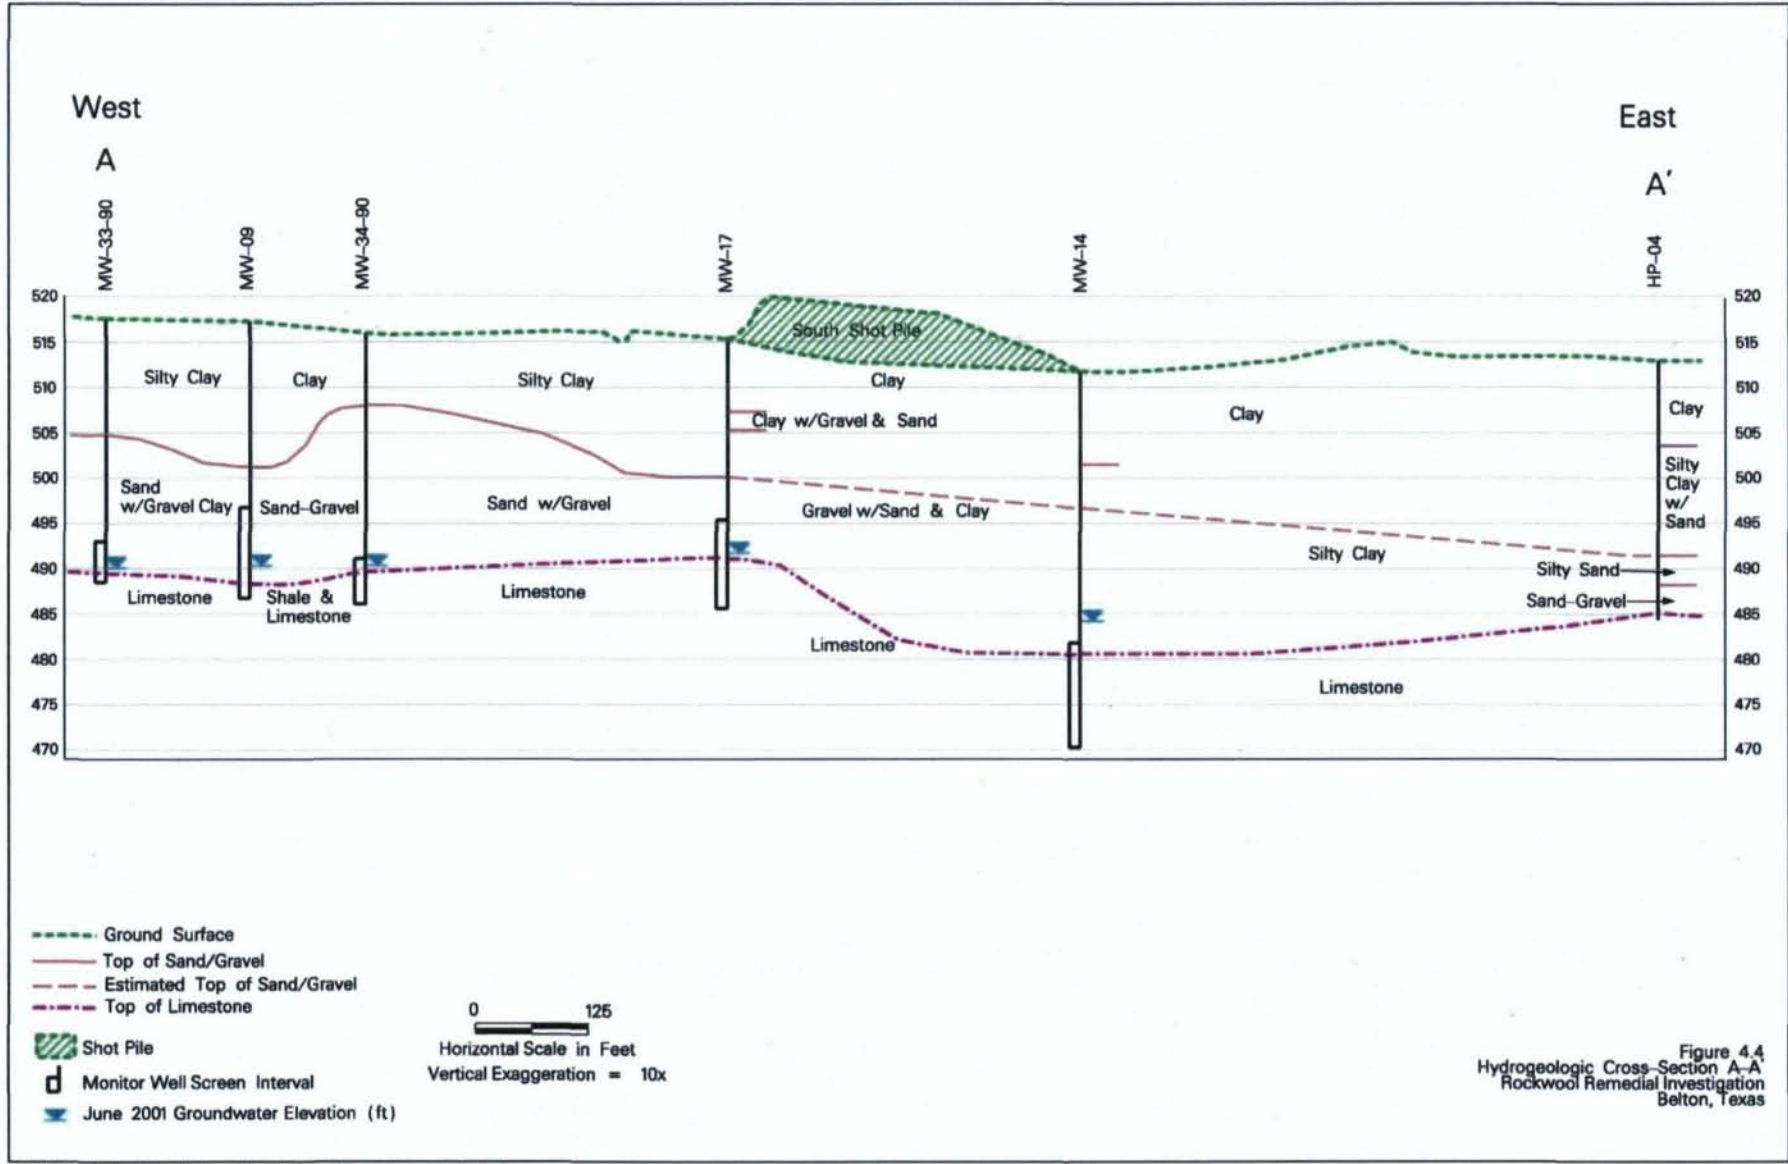 West
East
A
A'
MW-33-90
MW-09
MW-34-90
MW-17
MW-14
HP-04
520
520
515
South Shot Pile
515
510
Silty Clay
Clay
Silty Clay
Clay
510
505
Clay w/Gravel & Sand
Clay
Clay
505
500
Sand
w/Gravel Clay
Sand-Gravel
Sand w/Gravel
Gravel w/Sand & Clay
Silty
Clay
w/
Sand
500
495
495
490
Silty Clay
Silty Sand
490
Limestone
Shale &
Limestone
Limestone
Sand-Gravel
485
485
480
Limestone
480
475
Limestone
475
470
470
Ground Surface
Top of Sand/Gravel
Estimated Top of Sand/Gravel
Top of Limestone
Shot Pile
Monitor Well Screen Interval
June 2001 Groundwater Elevation (ft)
0 125
Horizontal Scale in Feet
Vertical Exaggeration = 10x
Figure 4.4
Hydrogeologic Cross-Section A-A'
Rockwool Remedial Investigation
Belton, Texas